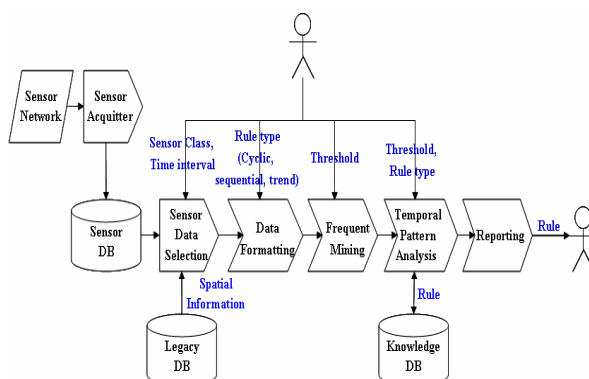 Sensor
Network
Sensor
Acquitter
Sensor Class,
Time interval
Rule type
(Cyclic,
sequential, trend)
Threshold
Threshold,
Rule type
Sensor
DB
Sensor
Data
Selection
Data
Formatting
Frequent
Mining
Temporal
Pattern
Analysis
Reporting
Rule
Spatial
Information
Rule
Legacy
DB
Knowledge
DB